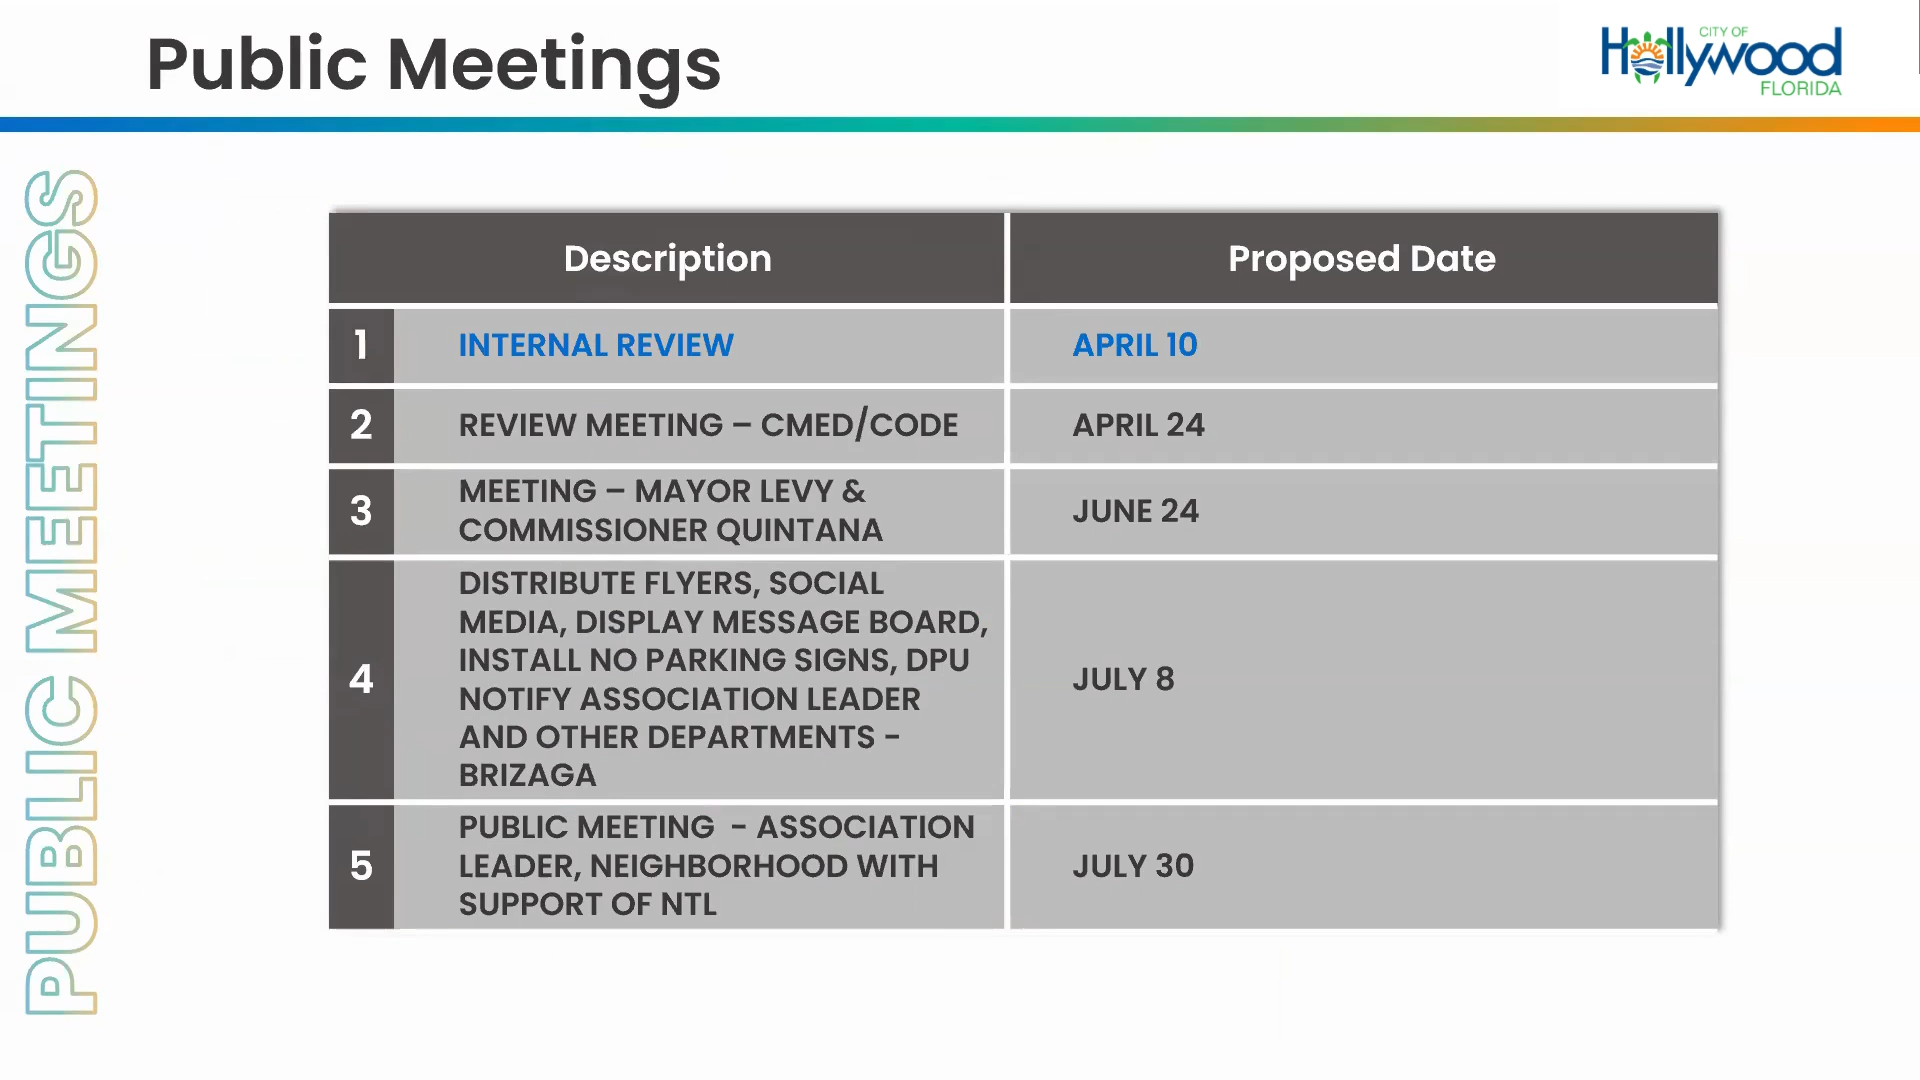 Public Meetings
CITY OF
Hollywood
FLORIDA
PUBLIC MEETINGS
Description
Proposed Date
1
INTERNAL REVIEW
APRIL 10
2
REVIEW MEETING – CMED/CODE
APRIL 24
3
MEETING – MAYOR LEVY &
COMMISSIONER QUINTANA
JUNE 24
4
DISTRIBUTE FLYERS, SOCIAL
MEDIA, DISPLAY MESSAGE BOARD,
INSTALL NO PARKING SIGNS, DPU
NOTIFY ASSOCIATION LEADER
AND OTHER DEPARTMENTS -
BRIZAGA
JULY 8
5
PUBLIC MEETING - ASSOCIATION
LEADER, NEIGHBORHOOD WITH
SUPPORT OF NTL
JULY 30